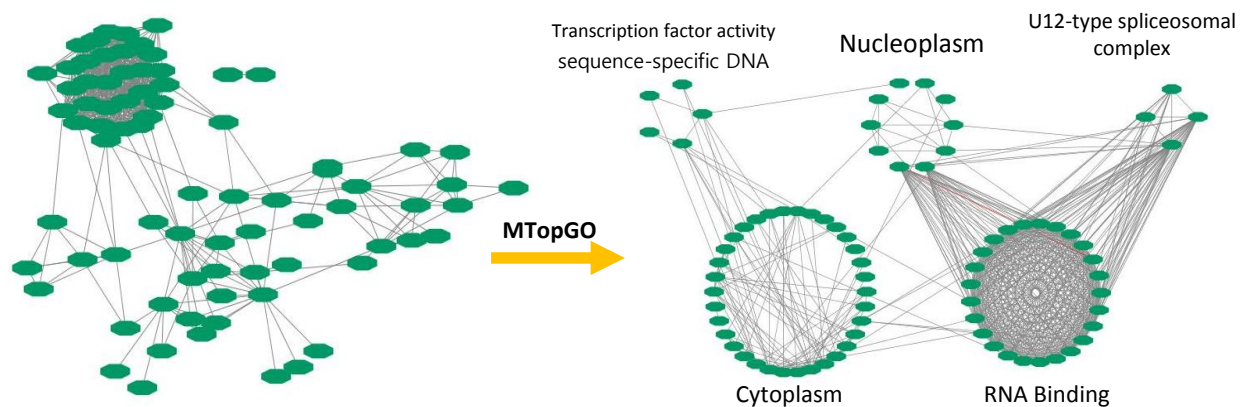 Transcription factor activity
sequence-specific DNA
Nucleoplasm
U12-type spliceosomal
complex
MTopGO
Cytoplasm
RNA Binding